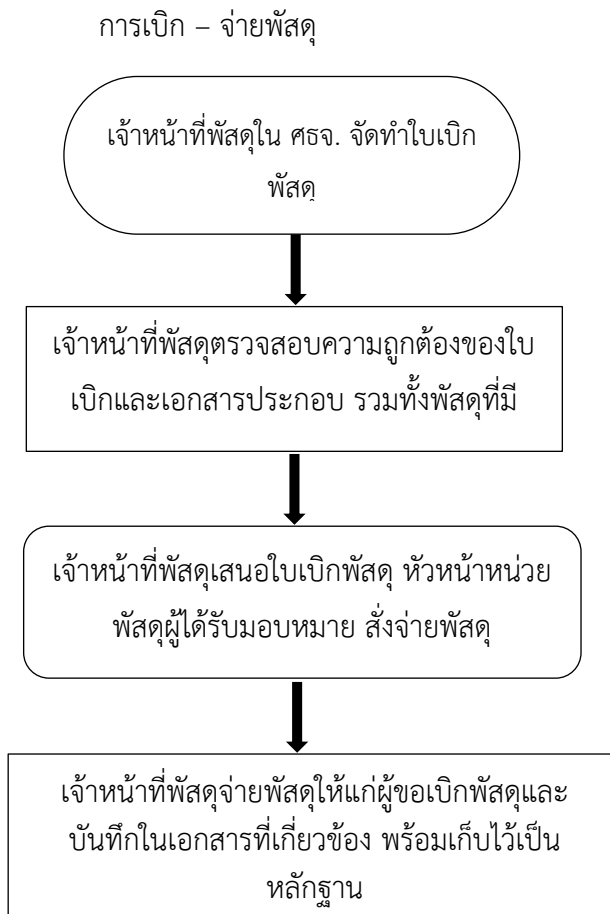 การเบิก – จ่ายพัสดุ
เจ้าหน้าที่พัสดุใน ศธจ. จัดทำใบเบิก
พัสดุ
เจ้าหน้าที่พัสดุตรวจสอบความถูกต้องของใบ
เบิกและเอกสารประกอบ รวมทั้งพัสดุที่มี
เจ้าหน้าที่พัสดุเสนอใบเบิกพัสดุ หัวหน้าหน่วย
พัสดุผู้ได้รับมอบหมาย สั่งจ่ายพัสดุ
เจ้าหน้าที่พัสดุจ่ายพัสดุให้แก่ผู้ขอเบิกพัสดุและ
บันทึกในเอกสารที่เกี่ยวข้อง พร้อมเก็บไว้เป็น
หลักฐาน